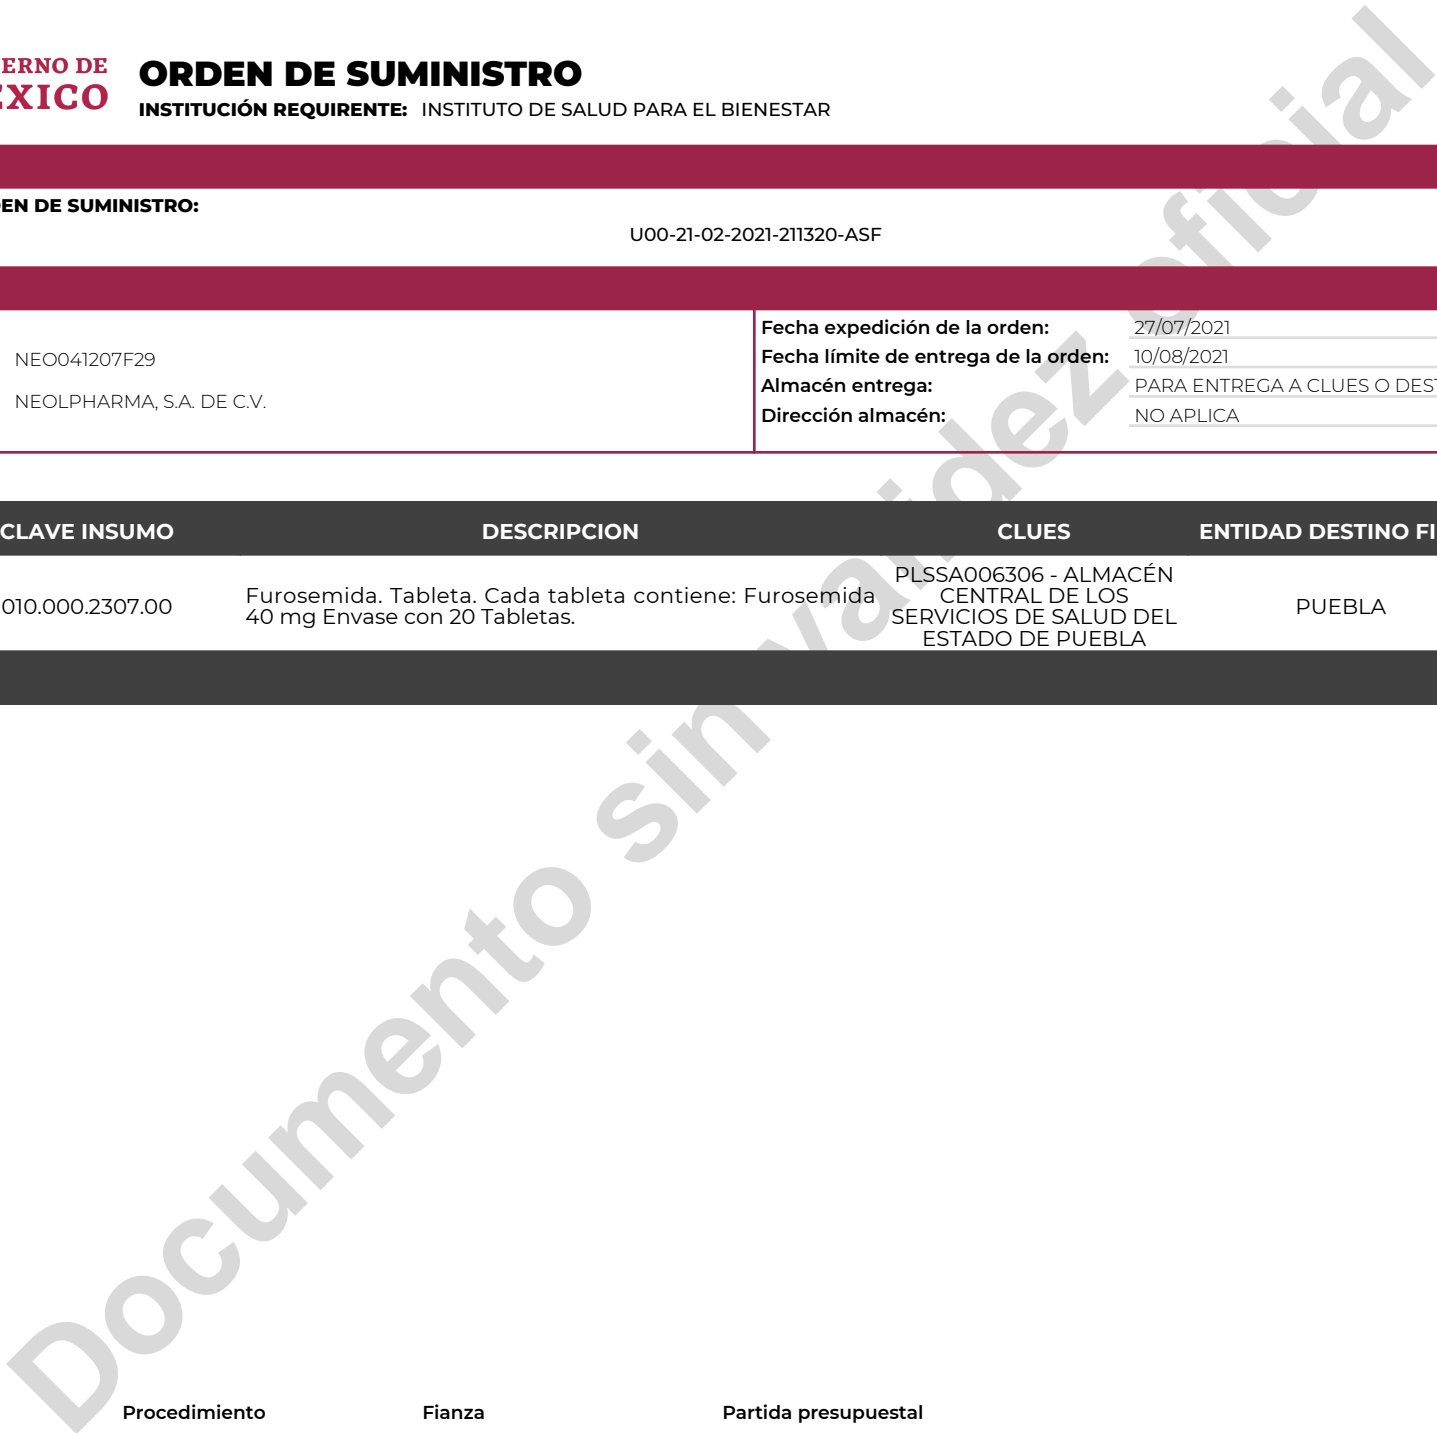 ERNO DE
ÉXICO
ORDEN DE SUMINISTRO
INSTITUCIÓN REQUIRENTE: INSTITUTO DE SALUD PARA EL BIENESTAR
EN DE SUMINISTRO:
U00-21-02-2021-211320-ASF
NEO041207F29
NEOLPHARMA, S.A. DE C.V.
Fecha expedición de la orden: 27/07/2021
Fecha límite de entrega de la orden: 10/08/2021
Almacén entrega: PARA ENTREGA A CLUES O DEST
Dirección almacén: NO APLICA
CLAVE INSUMO DESCRIPCION CLUES ENTIDAD DESTINO FI
010.000.2307.00
Furosemida. Tableta. Cada tableta contiene: Furosemida
40 mg Envase con 20 Tabletas.
PLSSA006306 - ALMACÉN
CENTRAL DE LOS
SERVICIOS DE SALUD DEL
ESTADO DE PUEBLA
PUEBLA
Documento sin validez oficial
Procedimiento Fianza Partida presupuestal